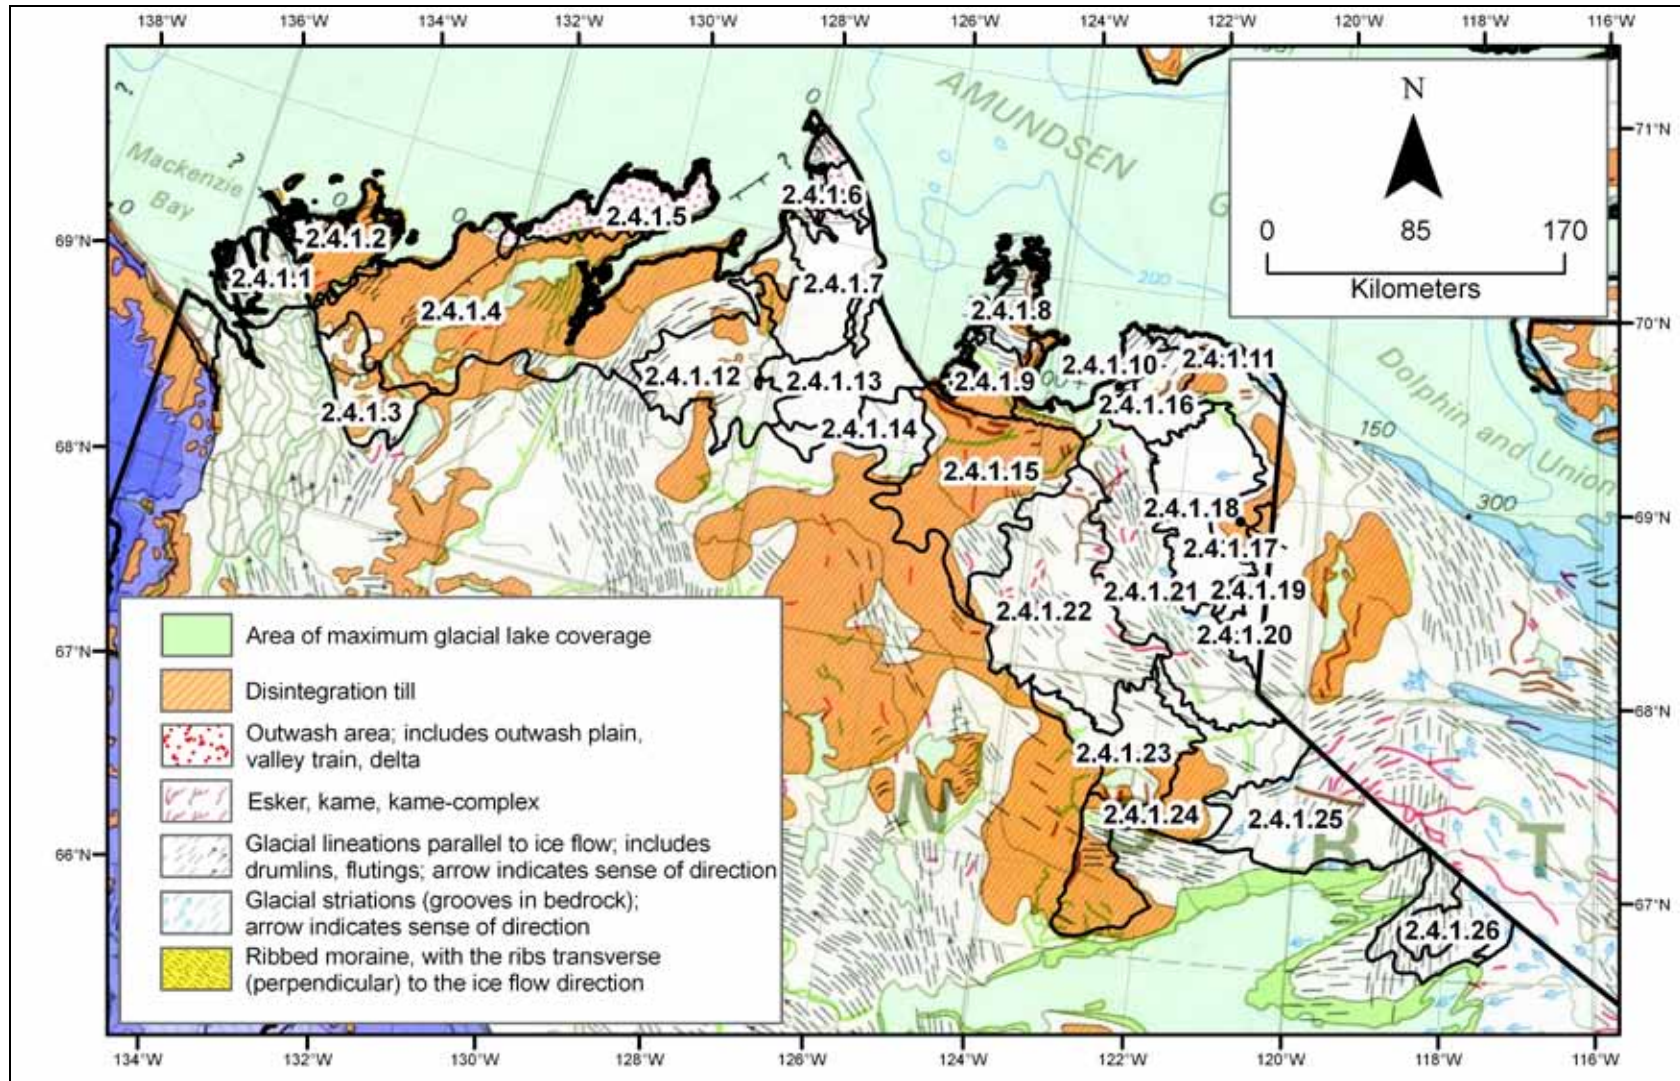 138°W 136°W 134°W 132°W 130°W 128°W 126°W 124°W 122°W 120°W 118°W 116°W
AMUNDSEN
G
N
0 85 170
Kilometers
71°N
70°N
69°N
68°N
67°N
69°N
68°N
67°N
66°N
?
Mackenzie
Bay
?
0
0
0
0
?
200
150
300
Dolphin and Union
2.4.1.1
2.4.1.2
2.4.1.3
2.4.1.4
2.4.1.5
2.4.1.6
2.4.1.7
2.4.1.8
2.4.1.9
2.4.1.10
2.4.1.11
2.4.1.12
2.4.1.13
2.4.1.14
2.4.1.15
2.4.1.16
2.4.1.18
2.4.1.17
2.4.1.19
2.4.1.20
2.4.1.21
2.4.1.22
2.4.1.23
2.4.1.24
2.4.1.25
2.4.1.26
N
R
T
Area of maximum glacial lake coverage
Disintegration till
Outwash area; includes outwash plain,
valley train, delta
Esker, kame, kame-complex
Glacial lineations parallel to ice flow; includes
drumlins, flutings; arrow indicates sense of direction
Glacial striations (grooves in bedrock);
arrow indicates sense of direction
Ribbed moraine, with the ribs transverse
(perpendicular) to the ice flow direction
134°W 132°W 130°W 128°W 126°W 124°W 122°W 120°W 118°W 116°W